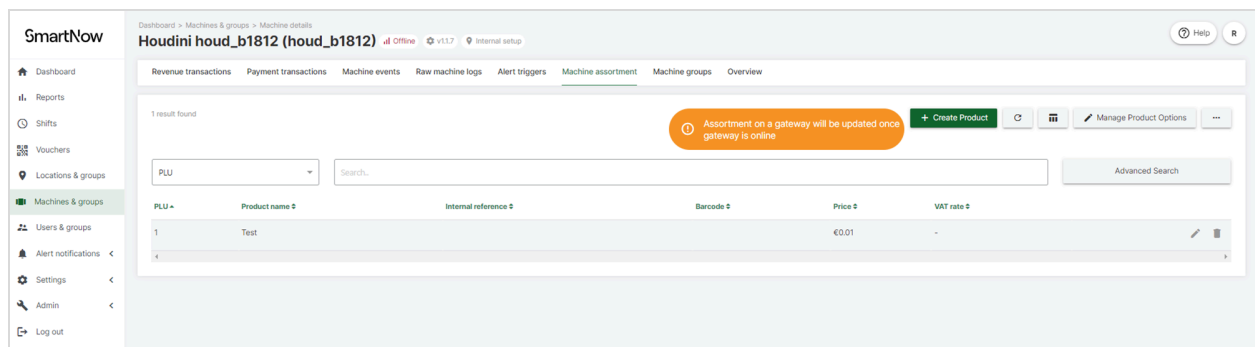 SmartNow
Dashboard > Machines & groups > Machine details
Houdini houd_b1812 (houd_b1812) Offline v1.1.7 Internal setup
Help R
Dashboard
Reports
Shifts
Vouchers
Locations & groups
Machines & groups
Users & groups
Alert notifications
Settings
Admin
Log out
Revenue transactions Payment transactions Machine events Raw machine logs Alert triggers Machine assortment Machine groups Overview
1 result found
Assortment on a gateway will be updated once
gateway is online
+ Create Product Manage Product Options ...
PLU Search.. Advanced Search
PLU Product name Internal reference Barcode Price VAT rate
1 Test €0.01 -